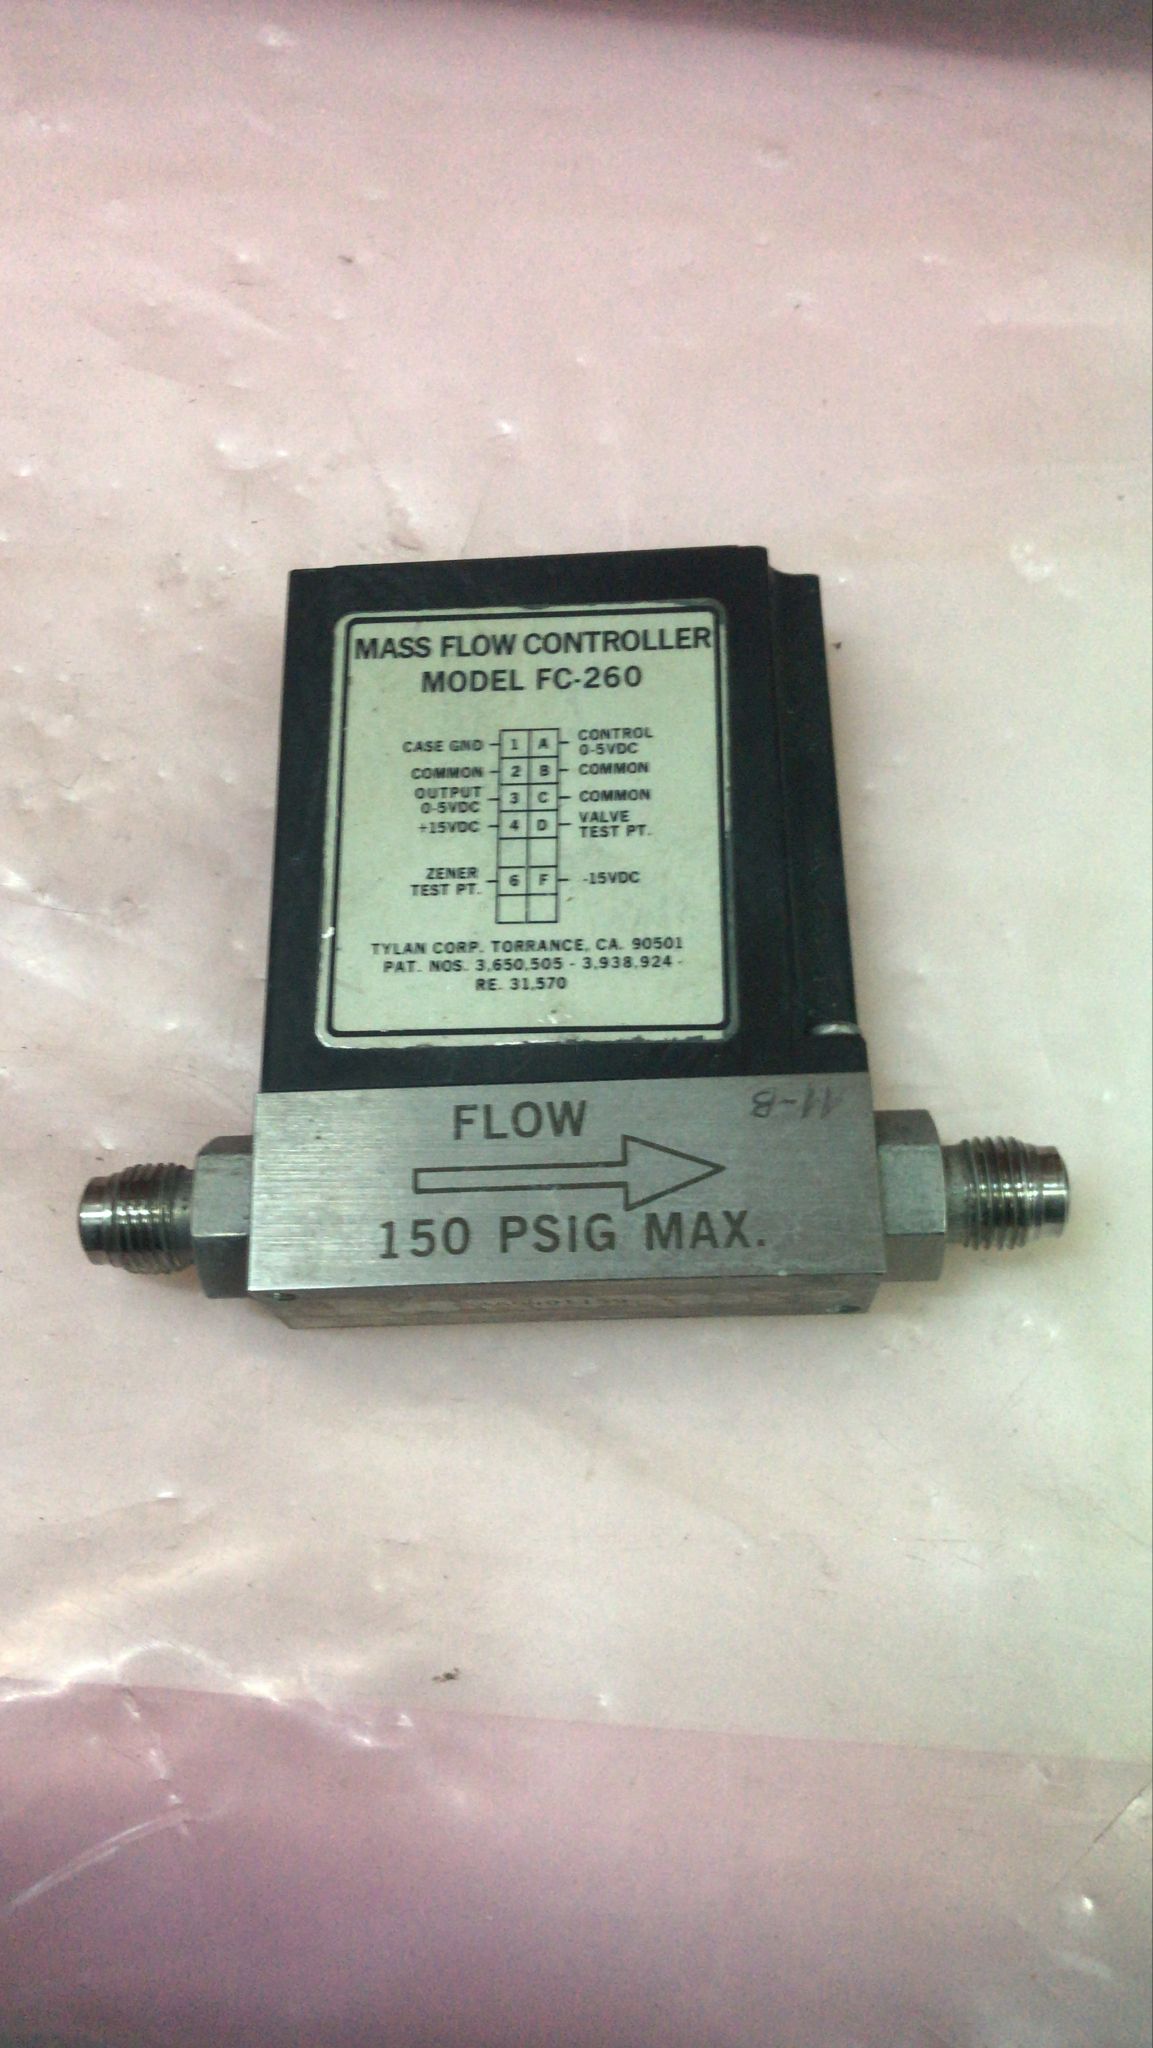 MASS FLOW CONTROLLER
MODEL FC-260
CASE GND 1 A CONTROL 0-5VDC
COMMON 2 B COMMON
OUTPUT 0-5VDC 3 C COMMON
+15VDC 4 D VALVE TEST PT.
ZENER TEST PT. 6 F -15VDC
TYLAN CORP. TORRANCE, CA. 90501
PAT. NOS. 3,650,505 - 3,938,924 -
RE. 31,570
11-B
FLOW
150 PSIG MAX.